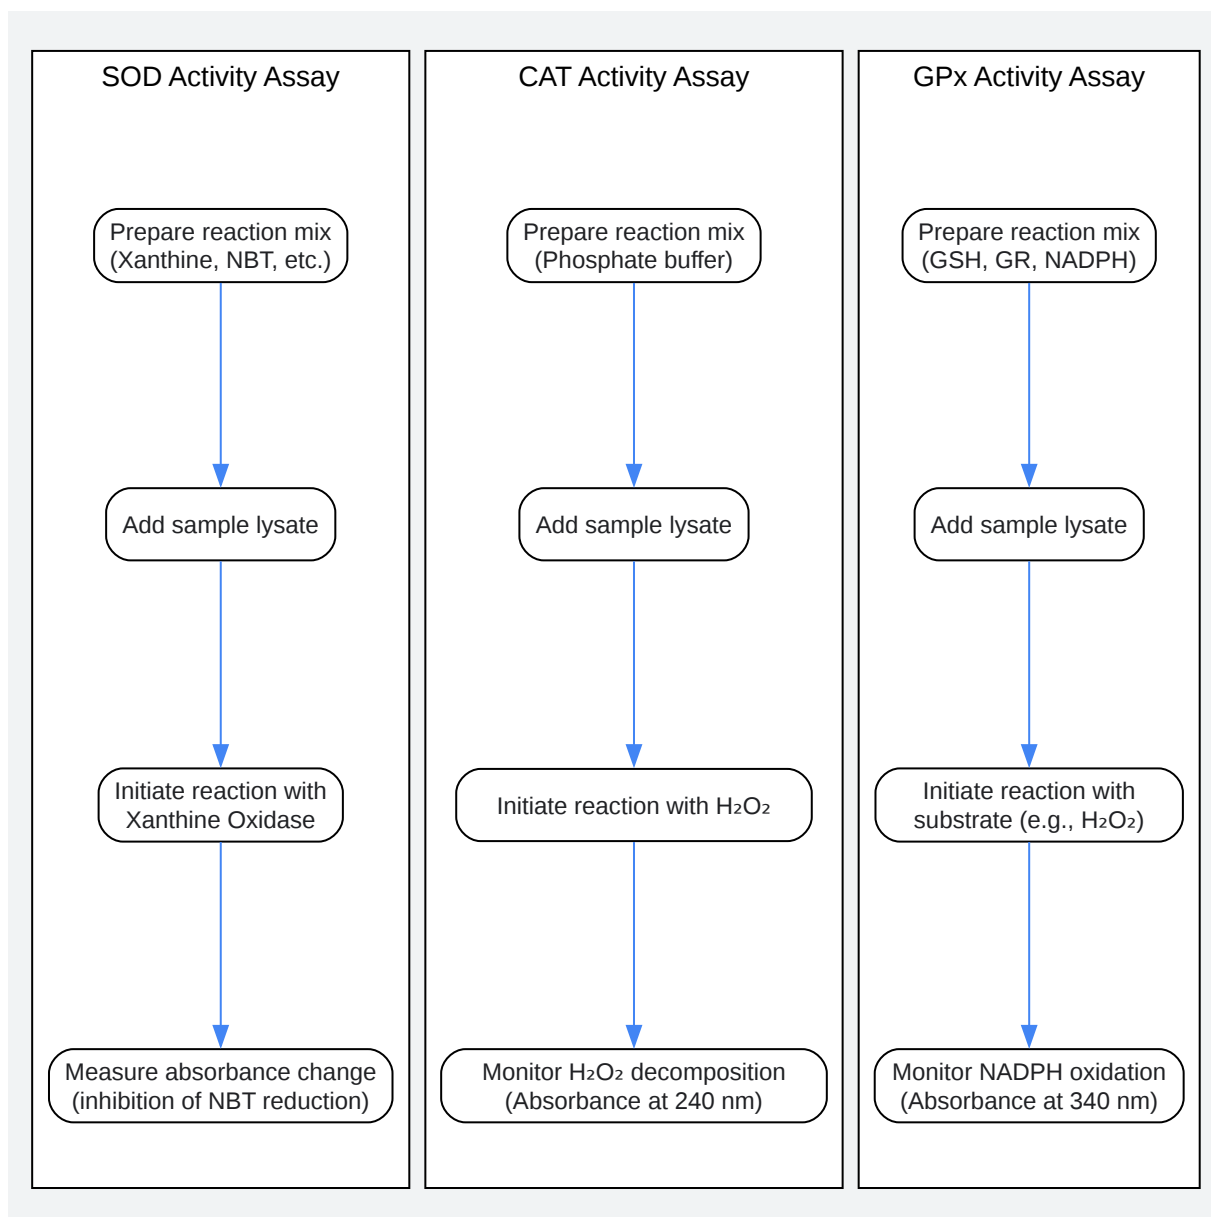 SOD Activity Assay
Prepare reaction mix
(Xanthine, NBT, etc.)
Add sample lysate
Initiate reaction with
Xanthine Oxidase
Measure absorbance change
(inhibition of NBT reduction)
CAT Activity Assay
Prepare reaction mix
(Phosphate buffer)
Add sample lysate
Initiate reaction with H₂O₂
Monitor H₂O₂ decomposition
(Absorbance at 240 nm)
GPx Activity Assay
Prepare reaction mix
(GSH, GR, NADPH)
Add sample lysate
Initiate reaction with
substrate (e.g., H₂O₂)
Monitor NADPH oxidation
(Absorbance at 340 nm)